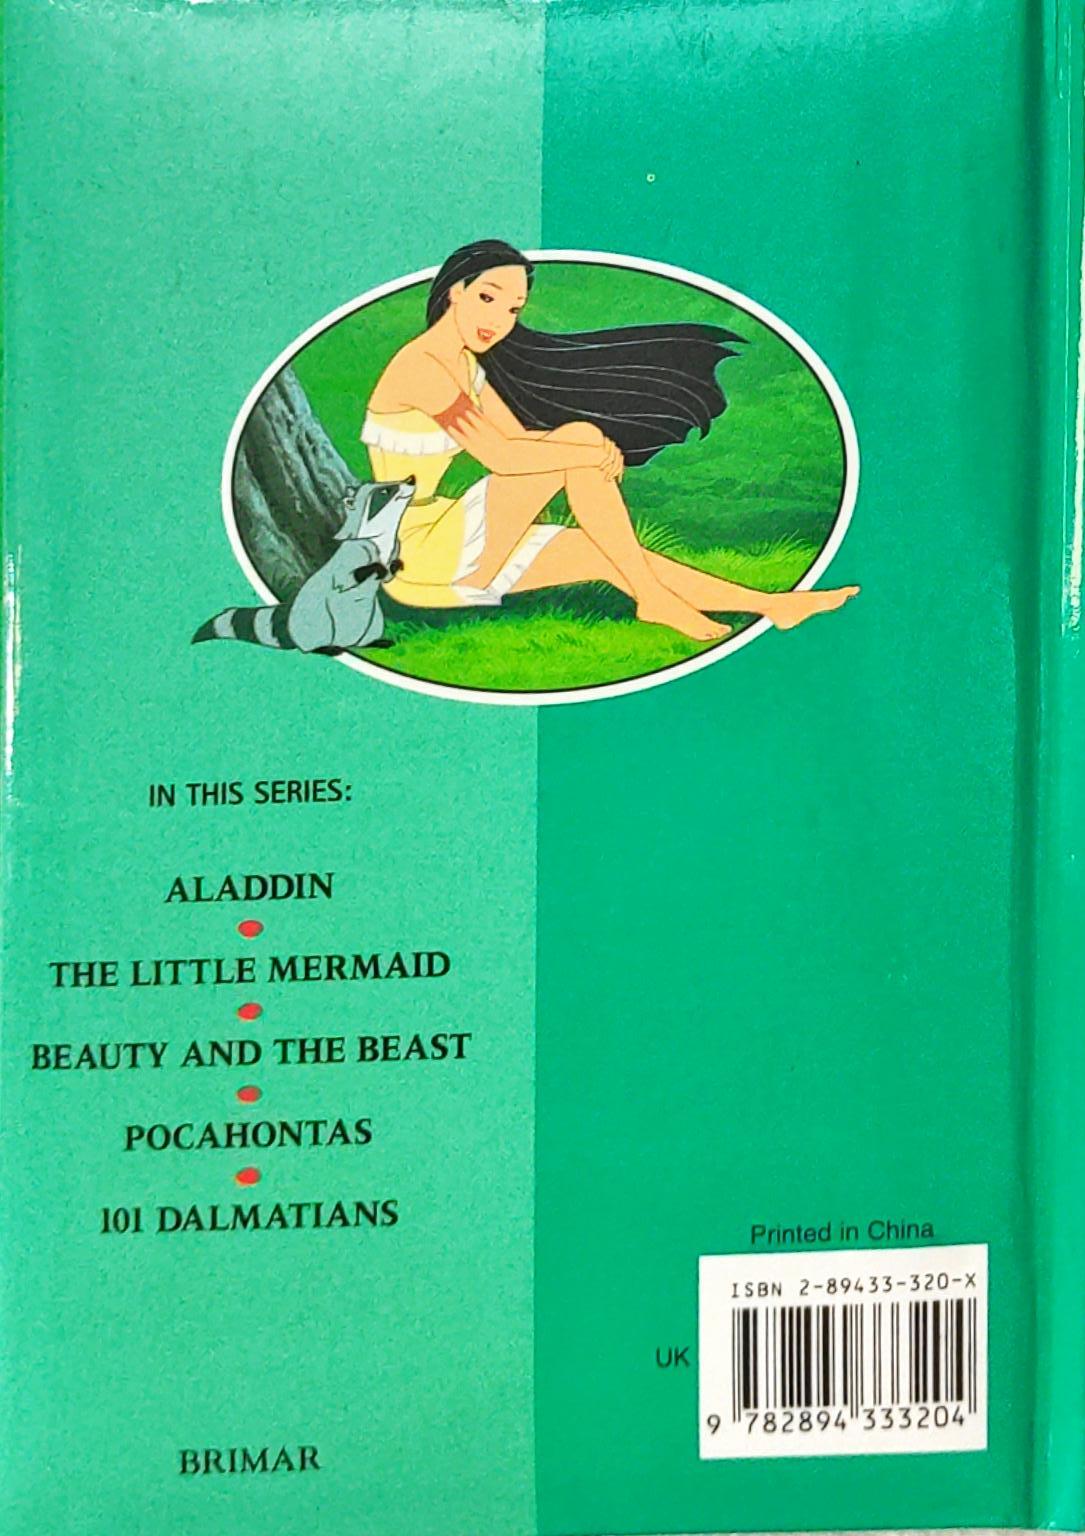 IN THIS SERIES:
ALADDIN
THE LITTLE MERMAID
BEAUTY AND THE BEAST
POCAHONTAS
101 DALMATIANS
BRIMAR
Printed in China
ISBN 2-89433-320-X
UK
9 782894 333204